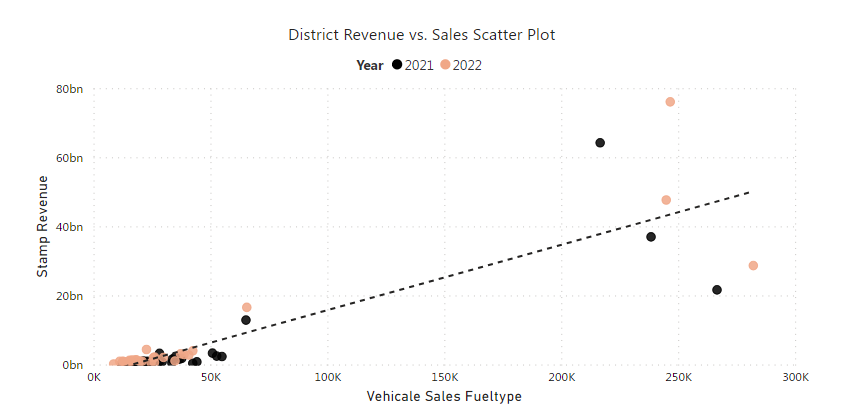 District Revenue vs. Sales Scatter Plot
Year 2021 2022
80bn
60bn
40bn
20bn
0bn
Stamp Revenue
0K 50K 100K 150K 200K 250K 300K
Vehicale Sales Fueltype